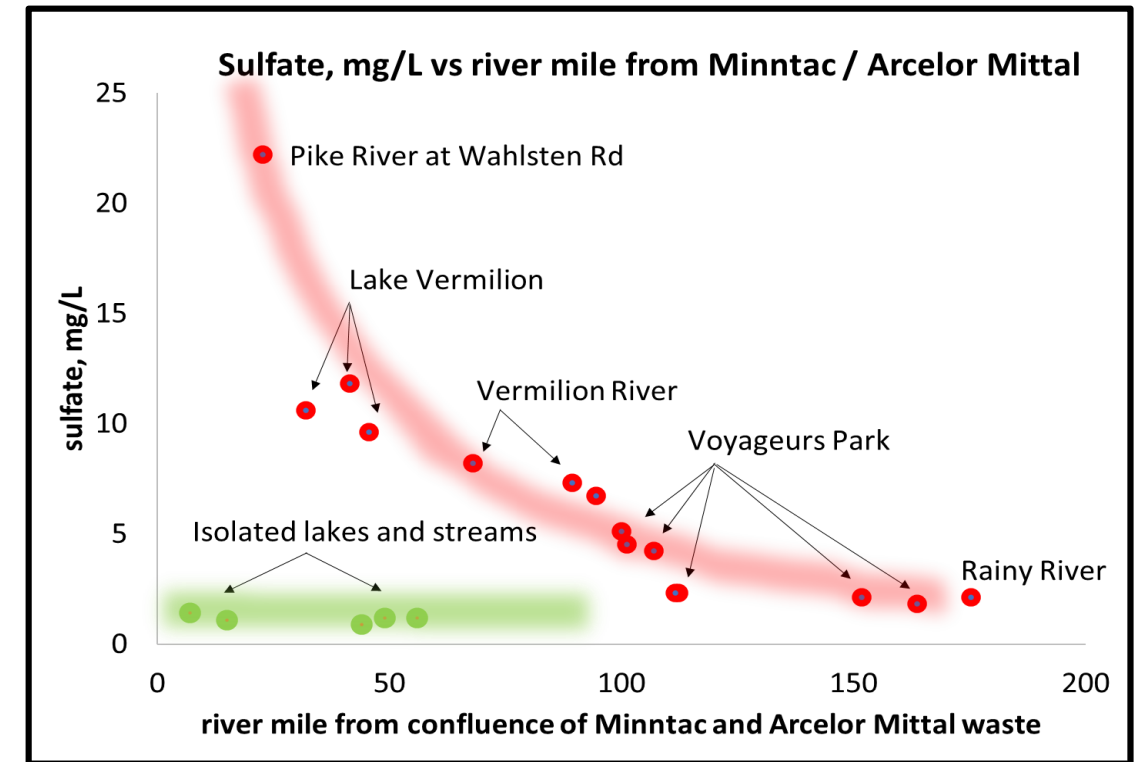 Sulfate, mg/L vs river mile from Minntac / Arcelor Mittal
25
Pike River at Wahlsten Rd
20
Lake Vermilion
15
sulfate, mg/L
Vermilion River
10
Voyageurs Park
5
Isolated lakes and streams
Rainy River
0
0 50 100 150 200
river mile from confluence of Minntac and Arcelor Mittal waste